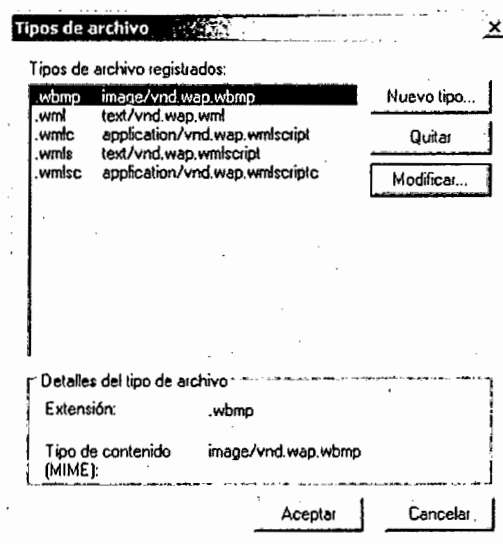 Tipos de archivo
Tipos de archivo registrados:
.wbmp image/vnd.wap.wbmp
.wml text/vnd.wap.wml
.wmlc application/vnd.wap.wmlscript
.wmls text/vnd.wap.wmlscript
.wmlsc application/vnd.wap.wmlscriptc
Nuevo tipo...
Quitar
Modificar...
Detalles del tipo de archivo
Extensión: .wbmp
Tipo de contenido image/vnd.wap.wbmp
(MIME):
Aceptar Cancelar